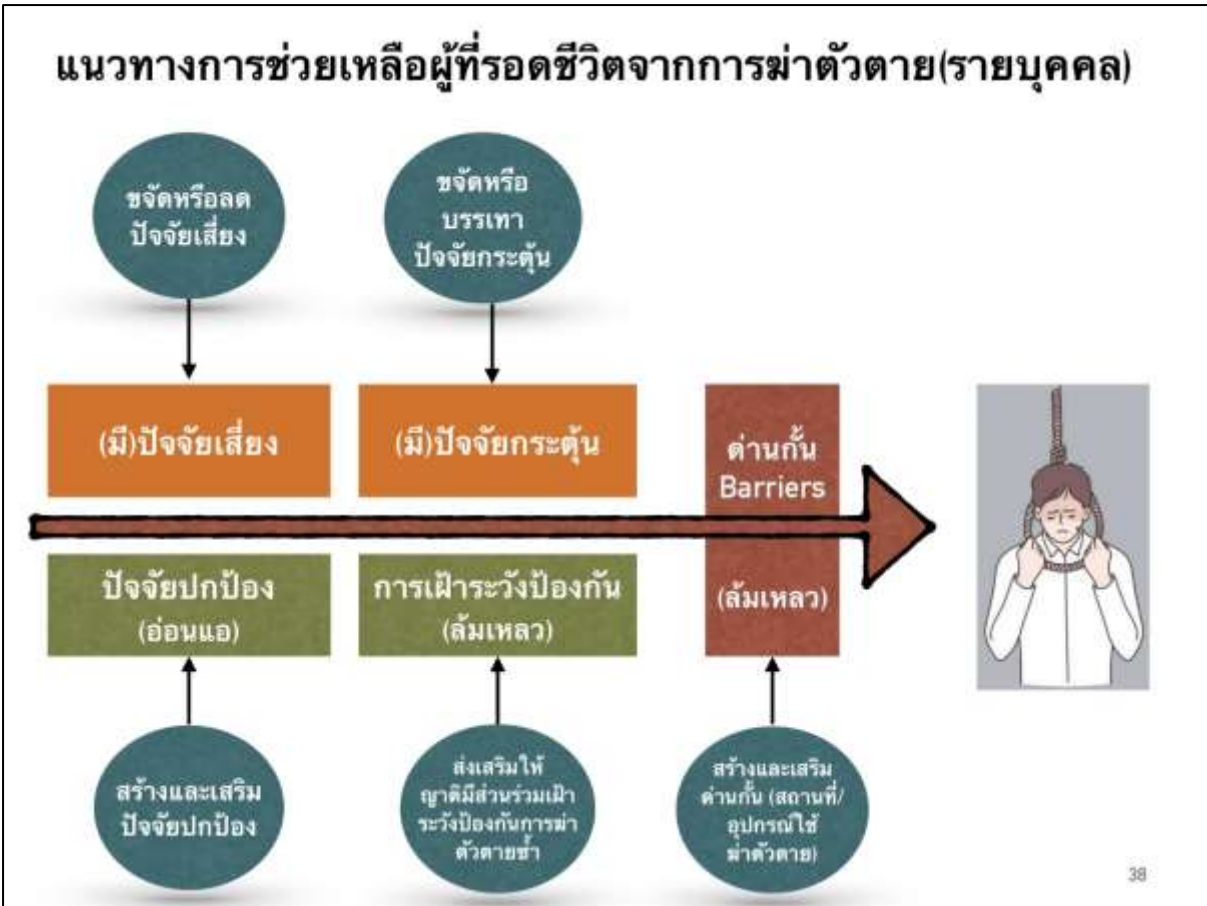 แนวทางการช่วยเหลือผู้ที่รอดชีวิตจากการฆ่าตัวตาย(รายบุคคล)
ขจัดหรือลด
ปัจจัยเสี่ยง
ขจัดหรือ
บรรเทา
ปัจจัยกระตุ้น
(มี)ปัจจัยเสี่ยง
(มี)ปัจจัยกระตุ้น
ด่านกั้น
Barriers
(ล้มเหลว)
ปัจจัยปกป้อง
(อ่อนแอ)
การเฝ้าระวังป้องกัน
(ล้มเหลว)
สร้างและเสริม
ปัจจัยปกป้อง
ส่งเสริมให้
ญาติมีส่วนร่วมเฝ้า
ระวังป้องกันการฆ่า
ตัวตายซ้ำ
สร้างและเสริม
ด่านกั้น (สถานที่/
อุปกรณ์ใช้
ฆ่าตัวตาย)
38